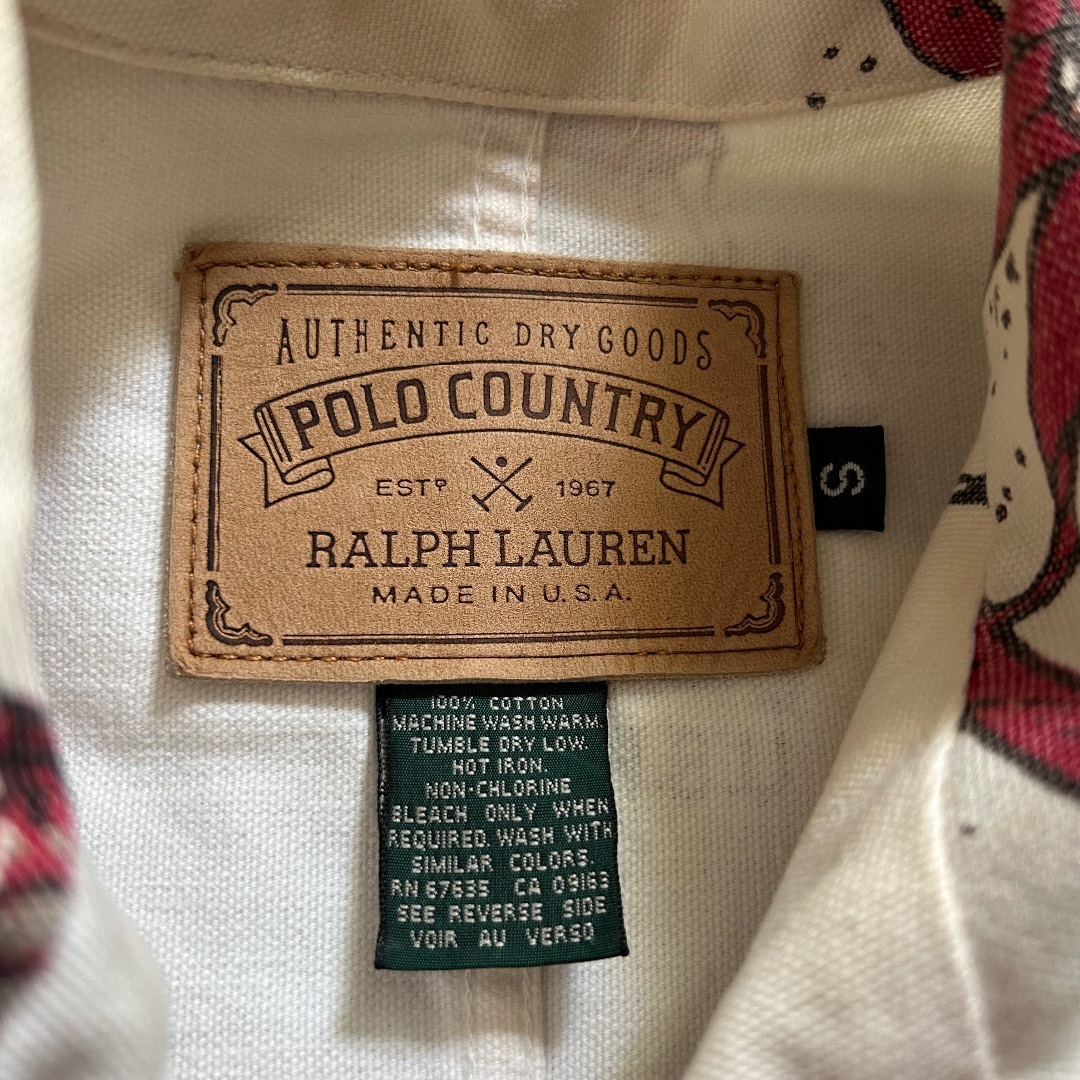 AUTHENTIC DRY GOODS
POLO COUNTRY
ESTD 1967
RALPH LAUREN
MADE IN U.S.A.
S
100% COTTON
MACHINE WASH WARM
TUMBLE DRY LOW.
HOT IRON.
NON-CHLORINE
BLEACH ONLY WHEN
REQUIRED. WASH WITH
SIMILAR COLORS.
RN 67635 CA 09163
SEE REVERSE SIDE
VOIR AU VERSO